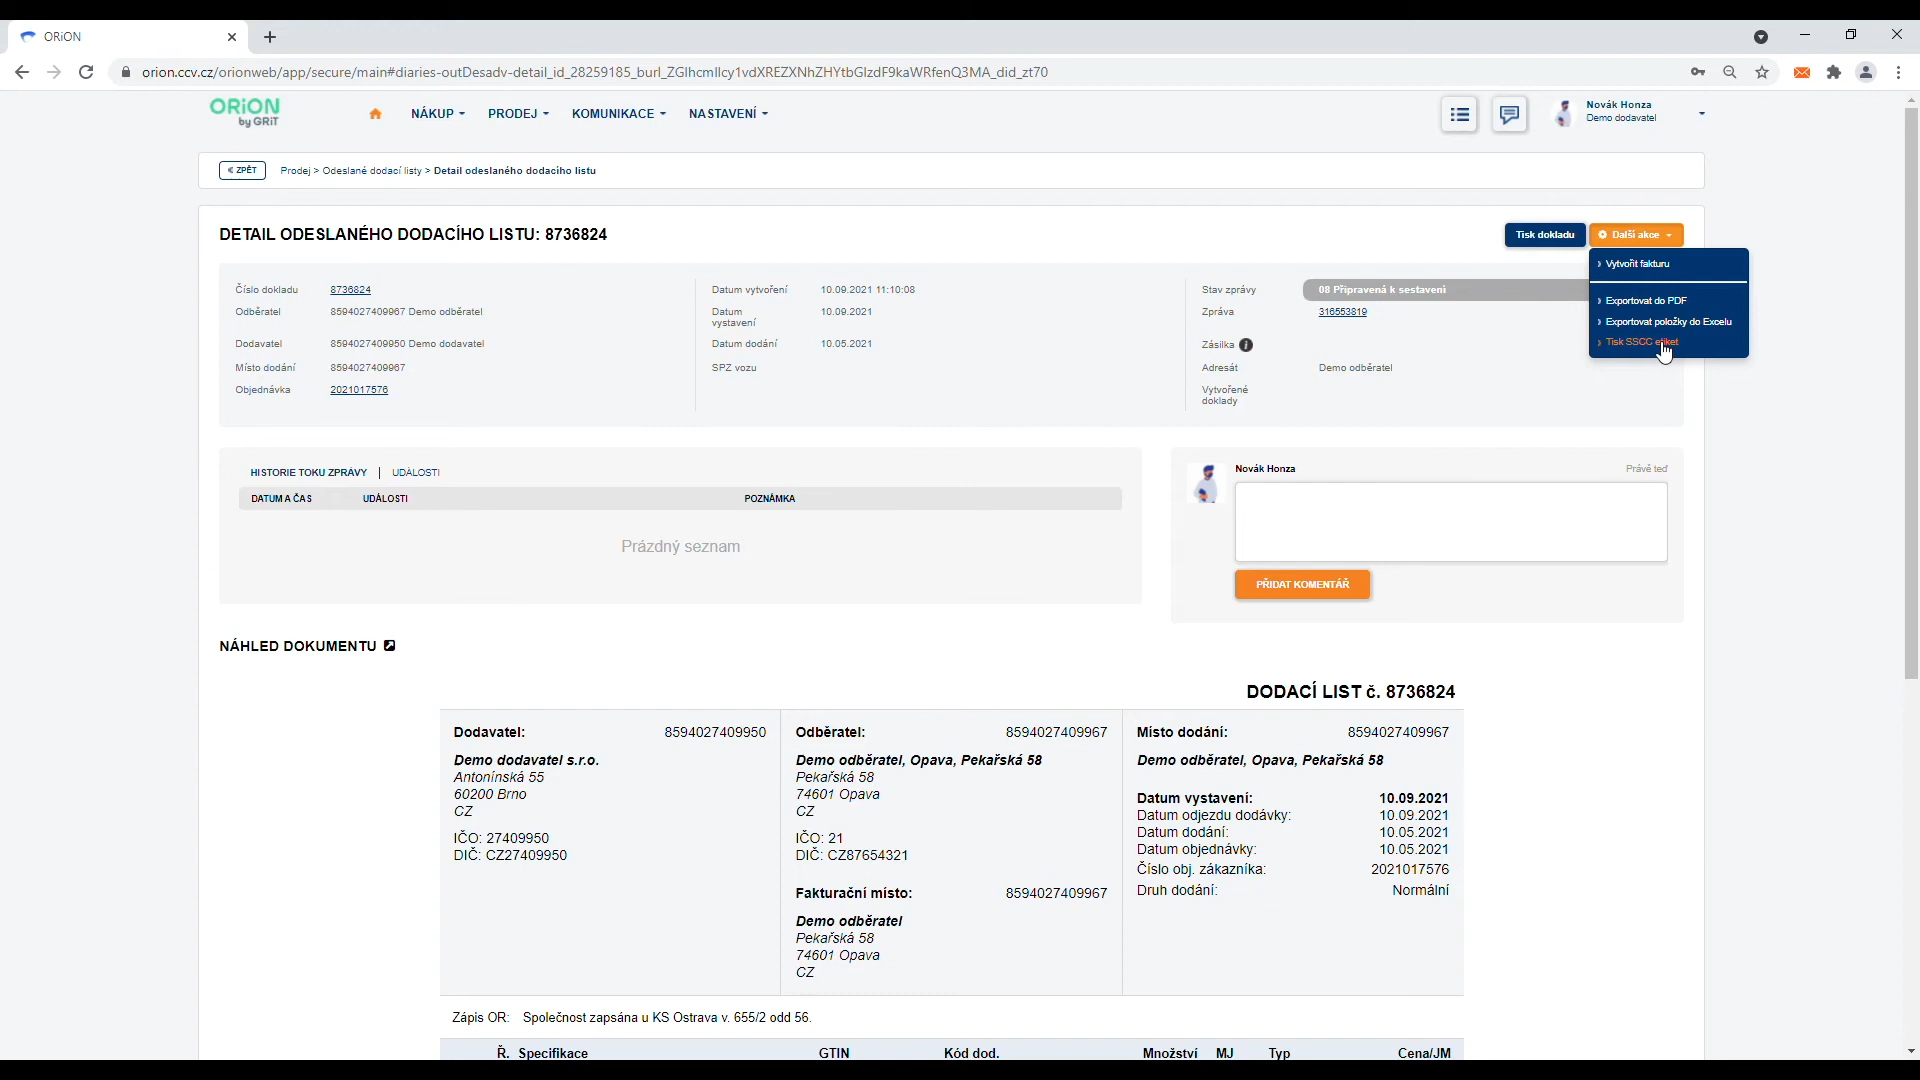 ORiON
orion.ccv.cz/orionweb/app/secure/main#diaries-outDesadv-detail_id_28259185_burl_ZGlhcmllcy1vdXREZXNhZHYtbGlzdF9kaWRfenQ3MA_did_zt70
ORiON
by GRiT
NÁKUP
PRODEJ
KOMUNIKACE
NASTAVENÍ
Novák Honza
Demo dodavatel
« ZPĚT
Prodej > Odeslané dodací listy > Detail odeslaného dodacího listu
DETAIL ODESLANÉHO DODACÍHO LISTU: 8736824
Tisk dokladu
Další akce
Vytvořit fakturu
Exportovat do PDF
Exportovat položky do Excelu
Tisk SSCC etiket
Číslo dokladu 8736824
Odběratel 8594027409967 Demo odběratel
Dodavatel 8594027409950 Demo dodavatel
Místo dodání 8594027409967
Objednávka 2021017576
Datum vytvoření 10.09.2021 11:10:08
Datum vystavení 10.09.2021
Datum dodání 10.05.2021
SPZ vozu
Stav zprávy 08 Připravená k sestavení
Zpráva 316553819
Zásilka
Adresát Demo odběratel
Vytvořené doklady
HISTORIE TOKU ZPRÁVY | UDÁLOSTI
DATUM A ČAS UDÁLOSTI POZNÁMKA
Prázdný seznam
Novák Honza Právě teď
PŘIDAT KOMENTÁŘ
NÁHLED DOKUMENTU
DODACÍ LIST č. 8736824
Dodavatel: 8594027409950
Demo dodavatel s.r.o.
Antonínská 55
60200 Brno
CZ
IČO: 27409950
DIČ: CZ27409950
Odběratel: 8594027409967
Demo odběratel, Opava, Pekařská 58
Pekařská 58
74601 Opava
CZ
IČO: 21
DIČ: CZ87654321
Fakturační místo: 8594027409967
Demo odběratel
Pekařská 58
74601 Opava
CZ
Místo dodání: 8594027409967
Demo odběratel, Opava, Pekařská 58
Datum vystavení: 10.09.2021
Datum odjezdu dodávky: 10.09.2021
Datum dodání: 10.05.2021
Datum objednávky: 10.05.2021
Číslo obj. zákazníka: 2021017576
Druh dodání: Normální
Zápis OR: Společnost zapsána u KS Ostrava v. 655/2 odd 56.
Ř. Specifikace GTIN Kód dod. Množství MJ Typ Cena/JM